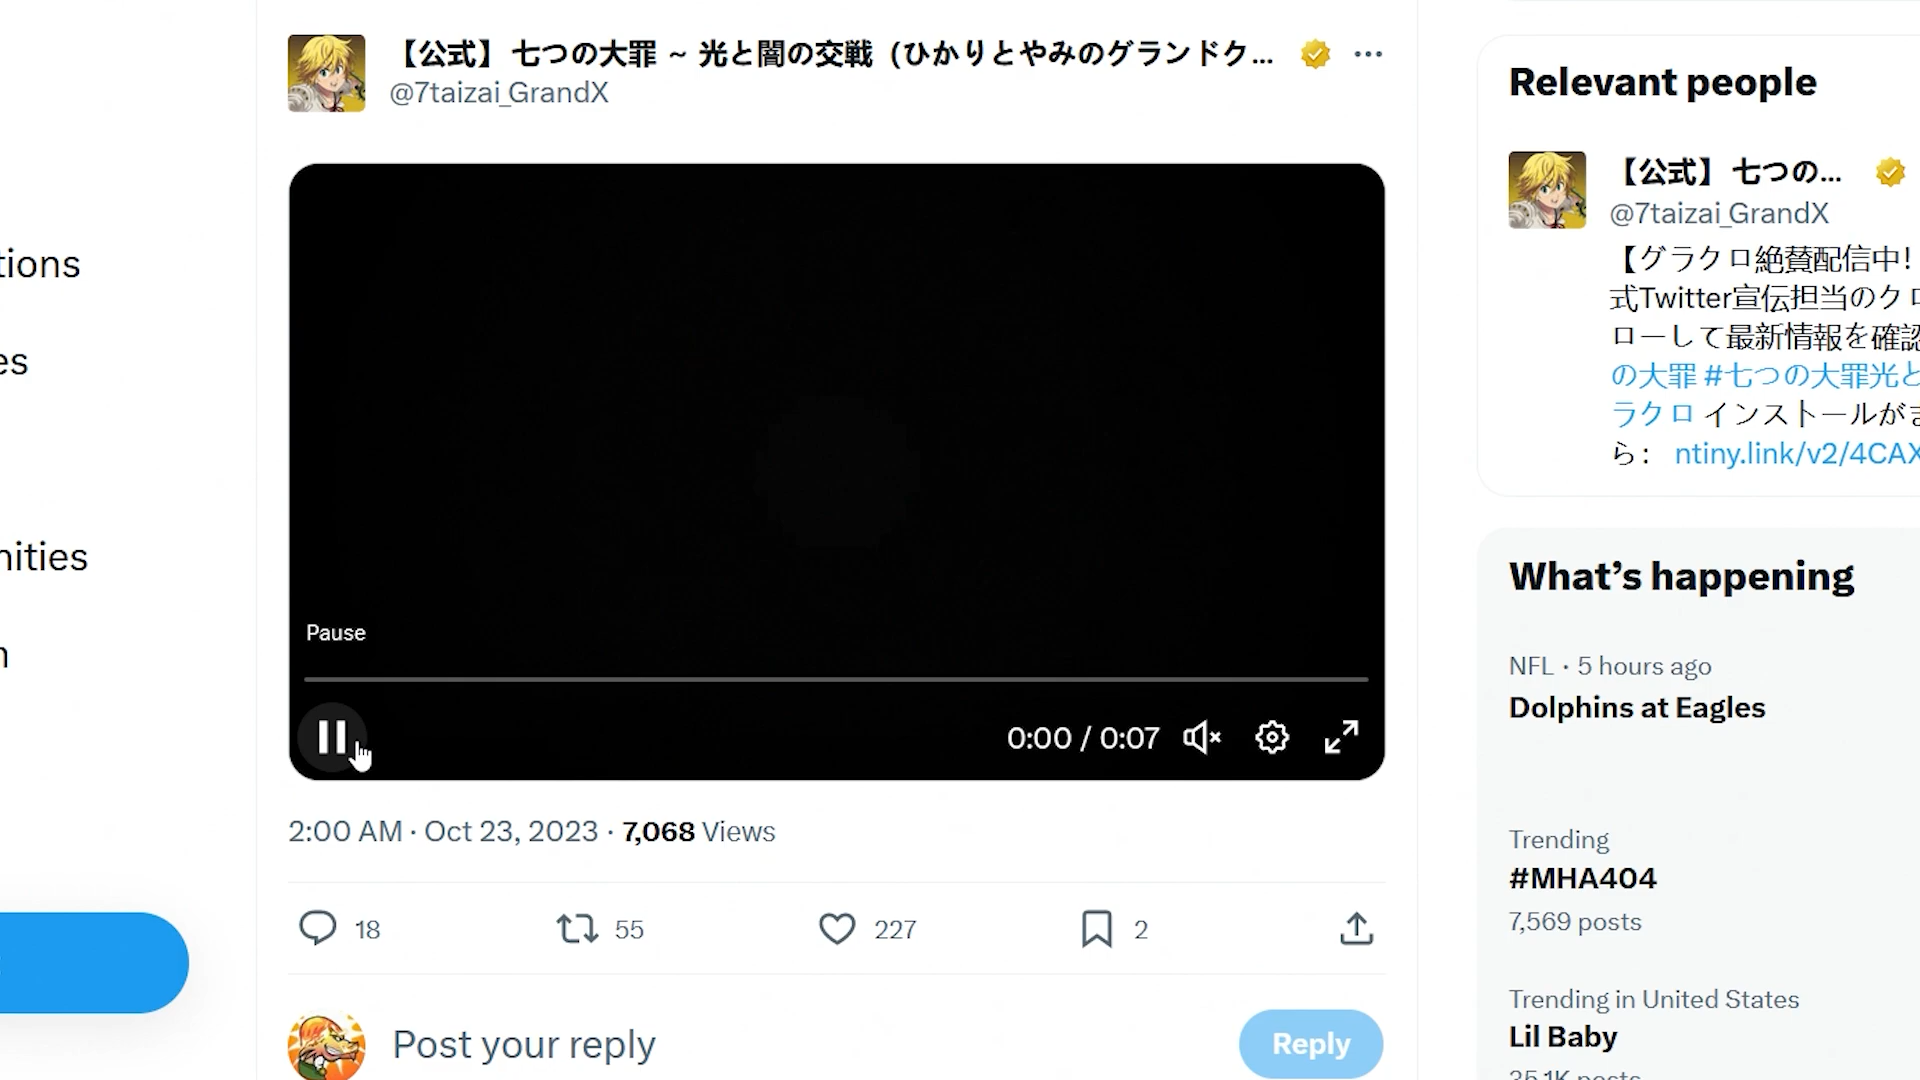 【公式】七つの大罪 ~ 光と闇の交戦（ひかりとやみのグランドク...
@7taizai_GrandX
Pause
0:00 / 0:07
2:00 AM · Oct 23, 2023 · 7,068 Views
18
55
227
2
Post your reply
Reply
tions
es
nities
Relevant people
【公式】七つの...
@7taizai_GrandX
【グラクロ絶賛配信中!
式Twitter宣伝担当のクロ
ローして最新情報を確認
の大罪 #七つの大罪光と
ラクロ インストールがま
ら： ntiny.link/v2/4CAX
What's happening
NFL · 5 hours ago
Dolphins at Eagles
Trending
#MHA404
7,569 posts
Trending in United States
Lil Baby
35.1K posts